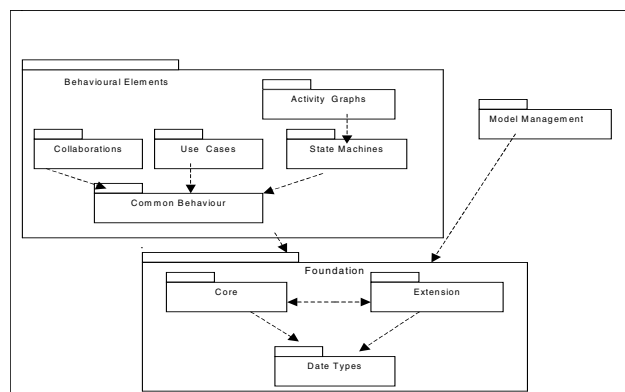 Behavioural Elements
Activity Graphs
Model Management
Collaborations
Use Cases
State Machines
Common Behaviour
Foundation
Core
Extension
Date Types